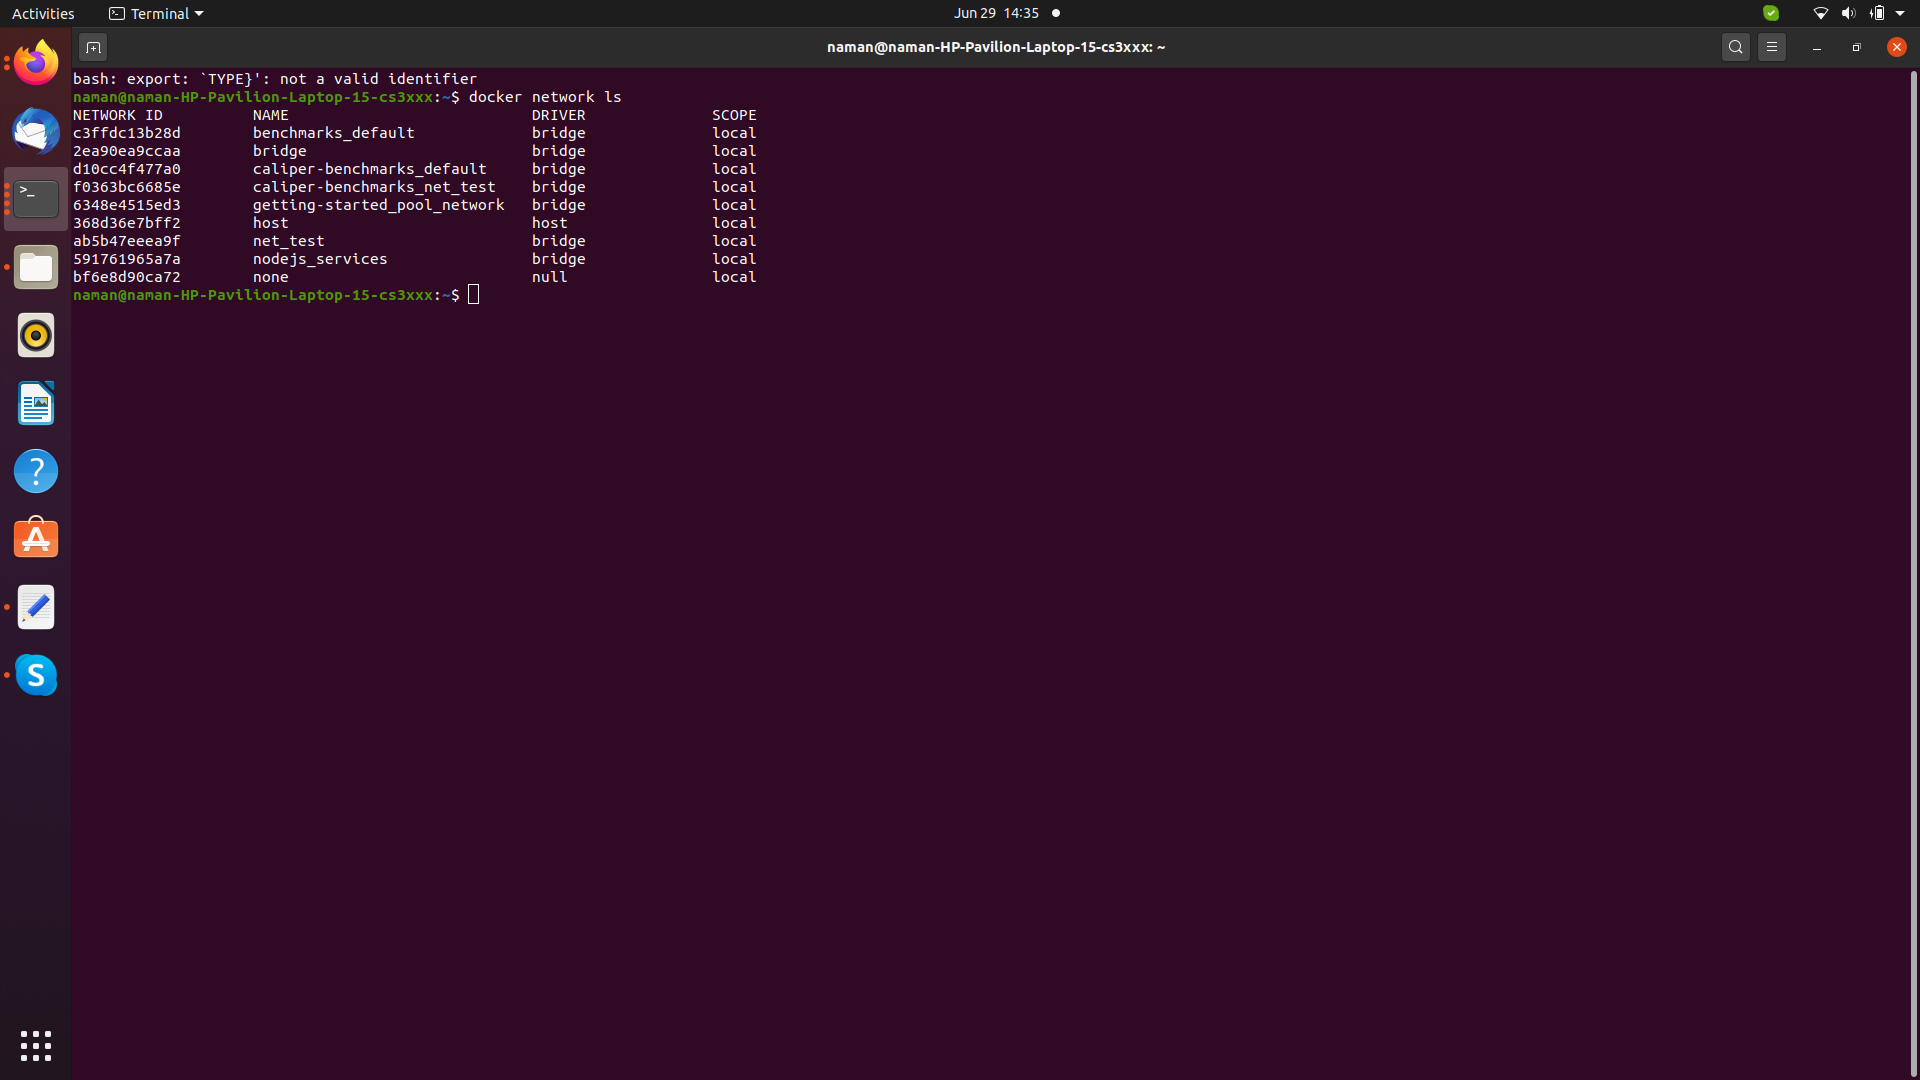 Activities Terminal Jun 29 14:35
naman@naman-HP-Pavilion-Laptop-15-cs3xxx: ~
bash: export: `TYPE}': not a valid identifier
naman@naman-HP-Pavilion-Laptop-15-cs3xxx:~$ docker network ls
NETWORK ID NAME DRIVER SCOPE
c3ffdc13b28d benchmarks_default bridge local
2ea90ea9ccaa bridge bridge local
d10cc4f477a0 caliper-benchmarks_default bridge local
f0363bc6685e caliper-benchmarks_net_test bridge local
6348e4515ed3 getting-started_pool_network bridge local
368d36e7bff2 host host local
ab5b47eeea9f net_test bridge local
591761965a7a nodejs_services bridge local
bf6e8d90ca72 none null local
naman@naman-HP-Pavilion-Laptop-15-cs3xxx:~$